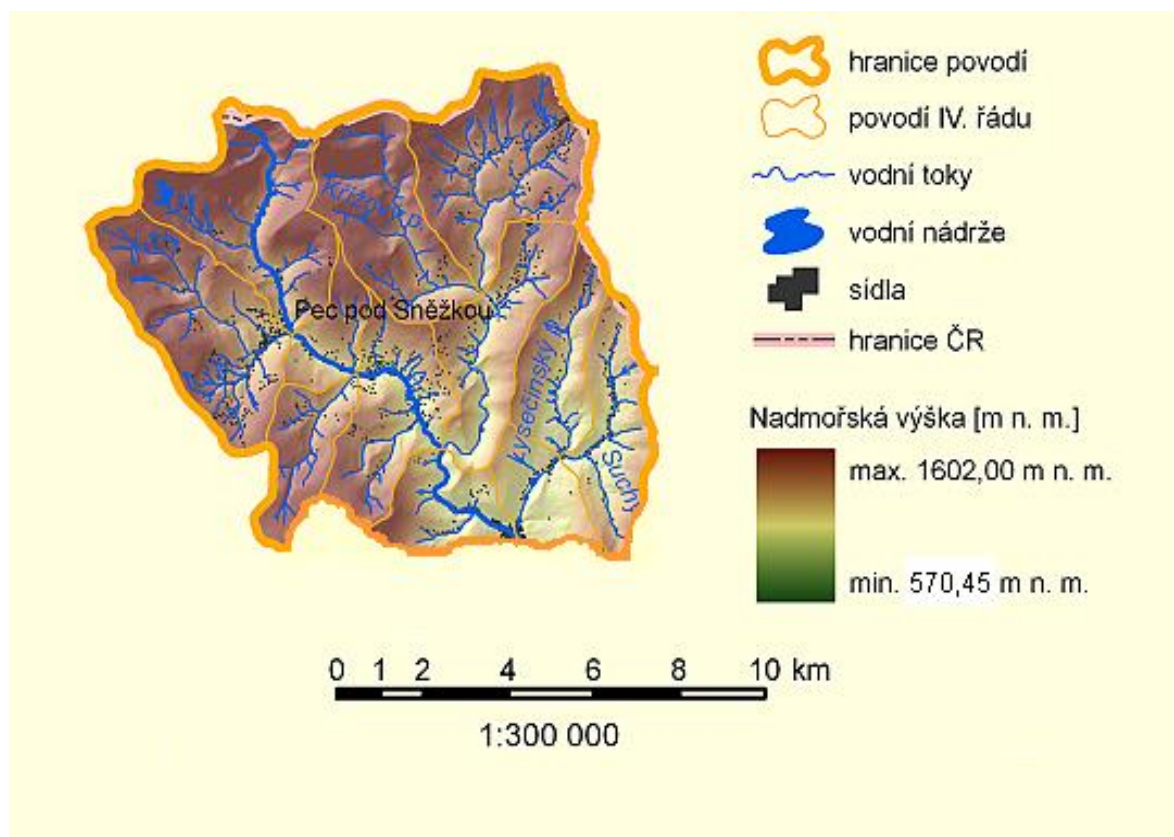 hranice povodí
povodí IV. řádu
vodní toky
vodní nádrže
sídla
hranice ČR
Nadmořská výška [m n. m.]
max. 1602,00 m n. m.
min. 570,45 m n. m.
Pec pod Sněžkou
Lysečinský
Suchý
0 1 2 4 6 8 10 km
1:300 000